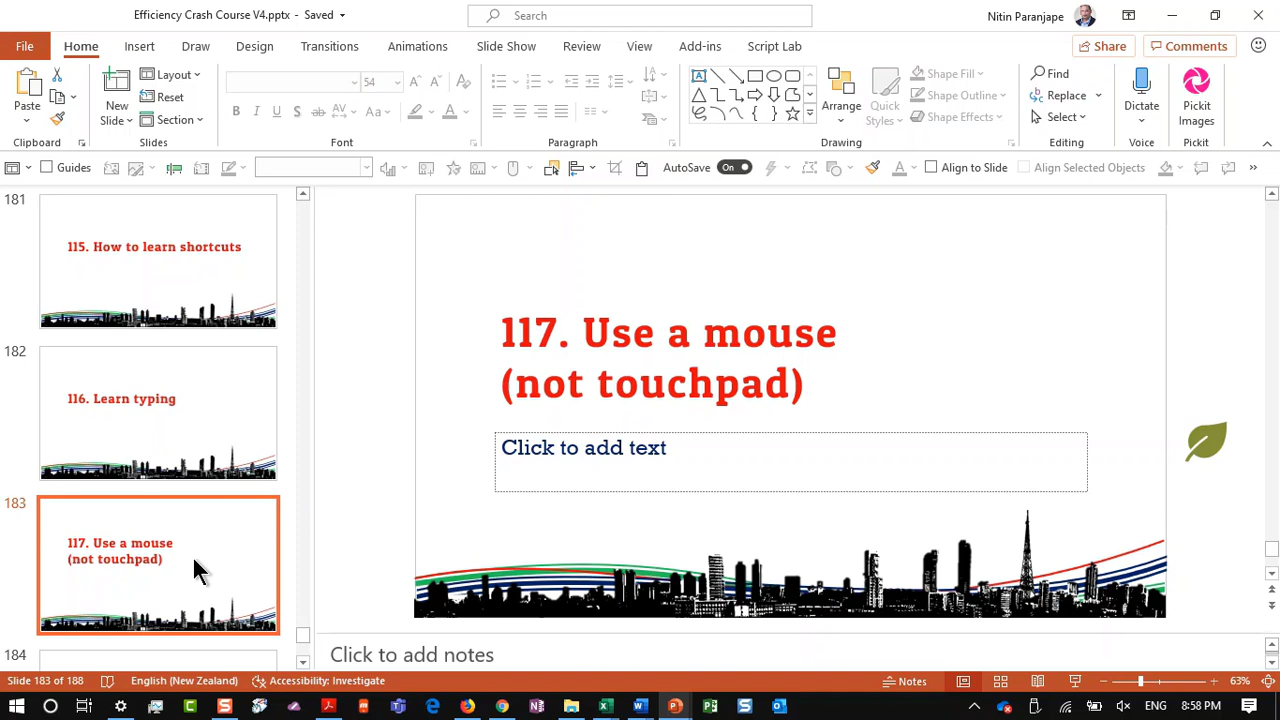 Efficiency Crash Course V4.pptx - Saved
Search
Nitin Paranjape
File Home Insert Draw Design Transitions Animations Slide Show Review View Add-ins Script Lab
Share Comments
Paste
New
Slide
Layout
Reset
Section
54
B I U S
Arrange
Quick
Styles
Shape Fill
Shape Outline
Shape Effects
Find
Replace
Select
Dictate
Pickit
Images
Clipboard Slides Font Paragraph Drawing Editing Voice Pickit
Guides
AutoSave On
Align to Slide
Align Selected Objects
181
115. How to learn shortcuts
182
116. Learn typing
183
117. Use a mouse
(not touchpad)
184
117. Use a mouse
(not touchpad)
Click to add text
Click to add notes
Slide 183 of 188
English (New Zealand)
Accessibility: Investigate
Notes
63%
ENG 8:58 PM